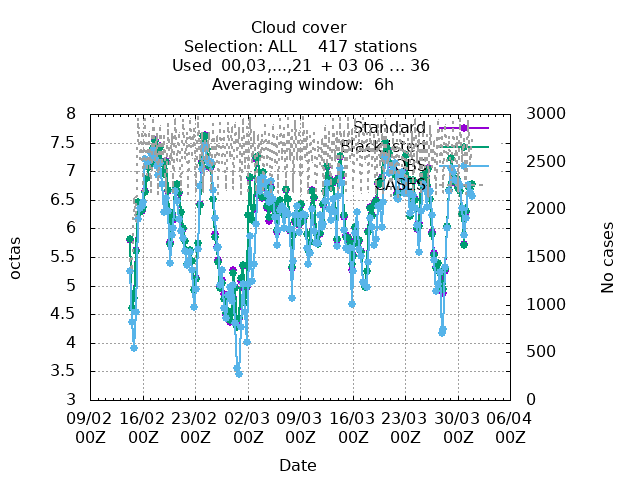 Cloud cover
Selection: ALL 417 stations
Used 00,03,...,21 + 03 06 ... 36
Averaging window: 6h
8
7.5
7
6.5
6
5.5
5
4.5
4
3.5
3
octas
3000
2500
2000
1500
1000
500
0
No cases
Standard
OBS
CASES
09/02 16/02 23/02 02/03 09/03 16/03 23/03 30/03 06/04
00Z 00Z 00Z 00Z 00Z 00Z 00Z 00Z 00Z
Date